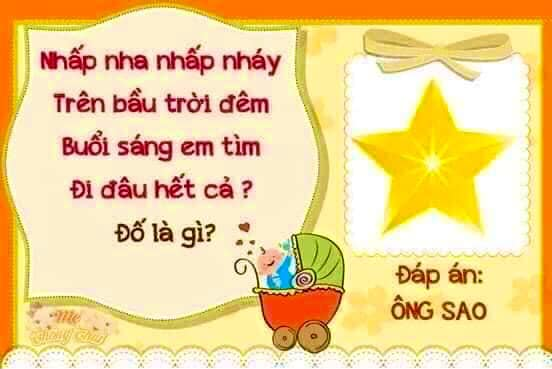 Nhấp nha nhấp nháy
Trên bầu trời đêm
Buổi sáng em tìm
Đi đâu hết cả ?
Đố là gì?
Đáp án:
ÔNG SAO
Mẹ